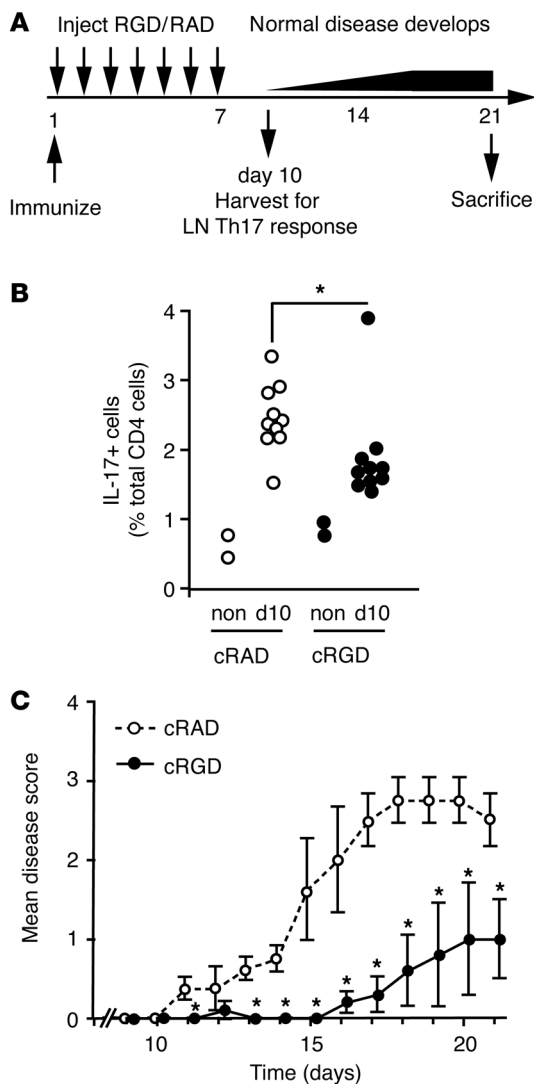 A
Inject RGD/RAD Normal disease develops
1 7 14 21
Immunize
day 10
Harvest for
LN Th17 response
Sacrifice
B
*
IL-17+ cells
(% total CD4 cells)
4
3
2
1
0
non d10 non d10
cRAD cRGD
C
cRAD
cRGD
Mean disease score
4
3
2
1
0
* * * * * * * * * *
10 15 20
Time (days)